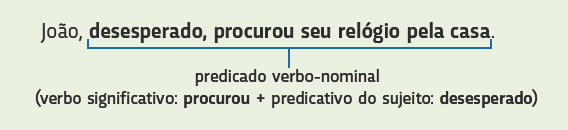 João, desesperado, procurou seu relógio pela casa.
predicado verbo-nominal
(verbo significativo: procurou + predicativo do sujeito: desesperado)